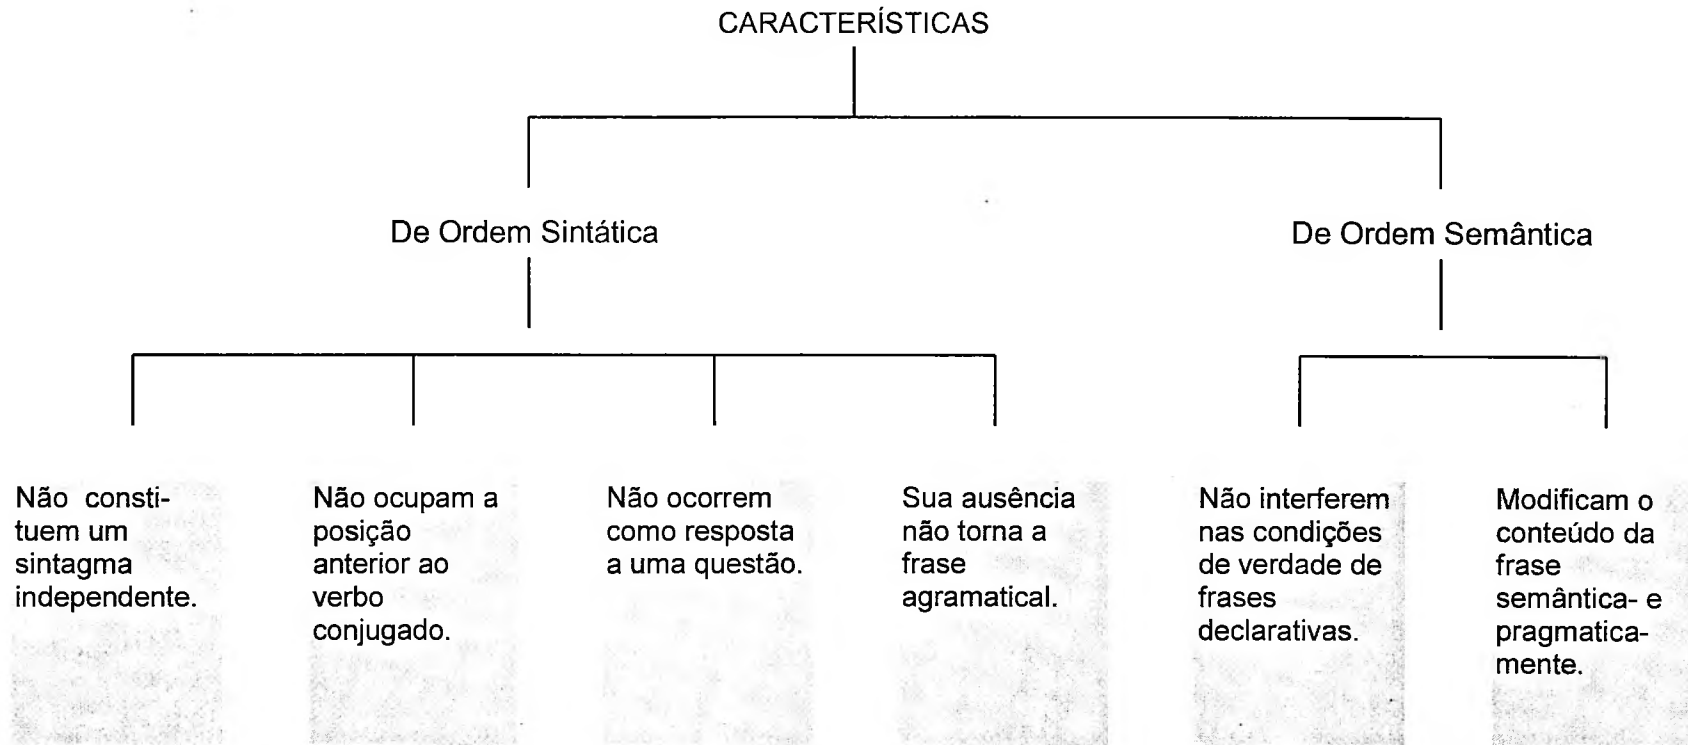 CARACTERÍSTICAS
De Ordem Sintática
De Ordem Semântica
Não consti-
tuem um
sintagma
independente.
Não ocupam a
posição
anterior ao
verbo
conjugado.
Não ocorrem
como resposta
a uma questão.
Sua ausência
não torna a
frase
agramatical.
Não interferem
nas condições
de verdade de
frases
declarativas.
Modificam o
conteúdo da
frase
semântica- e
pragmatica-
mente.